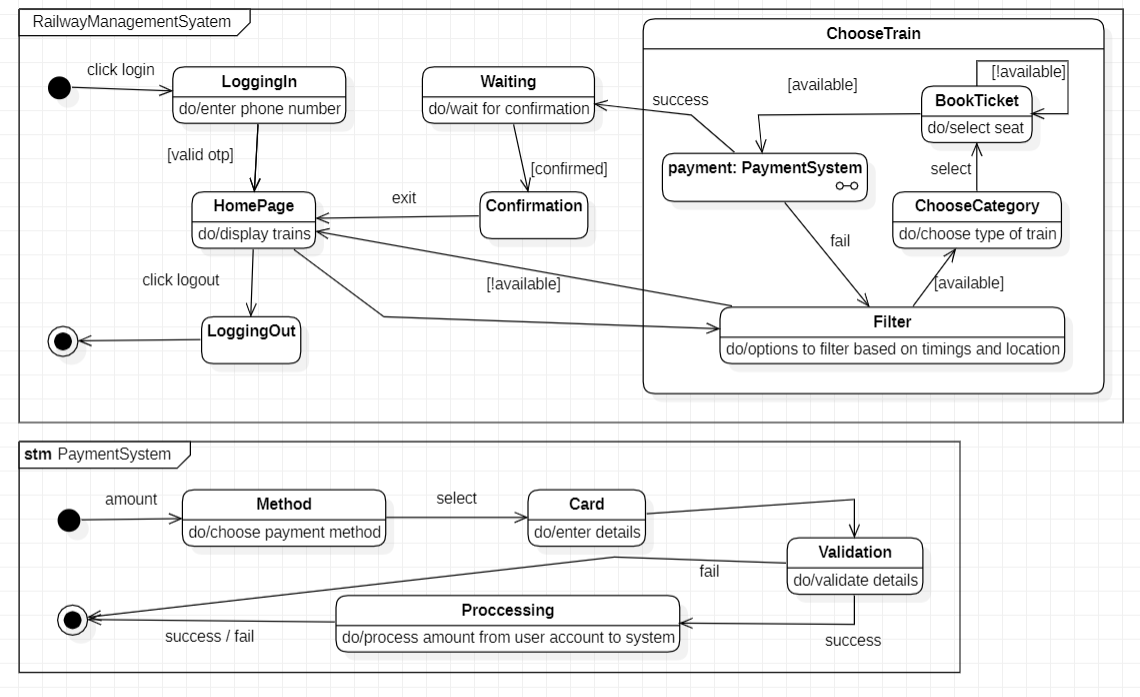 RailwayManagementSyatem
ChooseTrain
click login
LoggingIn
do/enter phone number
Waiting
do/wait for confirmation
success
[available]
[!available]
BookTicket
do/select seat
[valid otp]
[confirmed]
payment: PaymentSystem
select
HomePage
do/display trains
exit
Confirmation
ChooseCategory
do/choose type of train
fail
click logout
[!available]
[available]
LoggingOut
Filter
do/options to filter based on timings and location
stm PaymentSystem
amount
Method
do/choose payment method
select
Card
do/enter details
Validation
do/validate details
fail
Proccessing
do/process amount from user account to system
success / fail
success